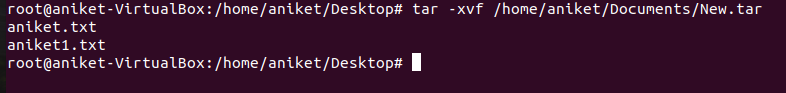 root@aniket-VirtualBox:/home/aniket/Desktop# tar -xvf /home/aniket/Documents/New.tar
aniket.txt
aniket1.txt
root@aniket-VirtualBox:/home/aniket/Desktop#